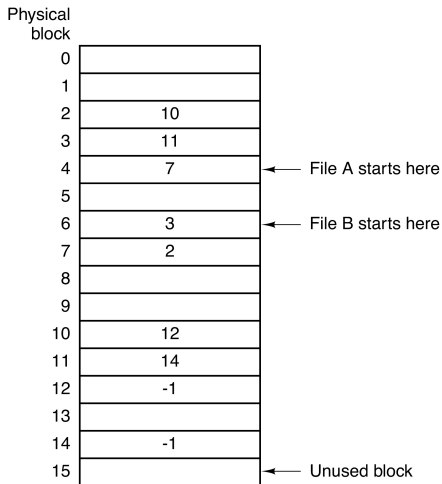 Physical
block
0
1
2 10
3 11
4 7 File A starts here
5
6 3 File B starts here
7 2
8
9
10 12
11 14
12 -1
13
14 -1
15 Unused block